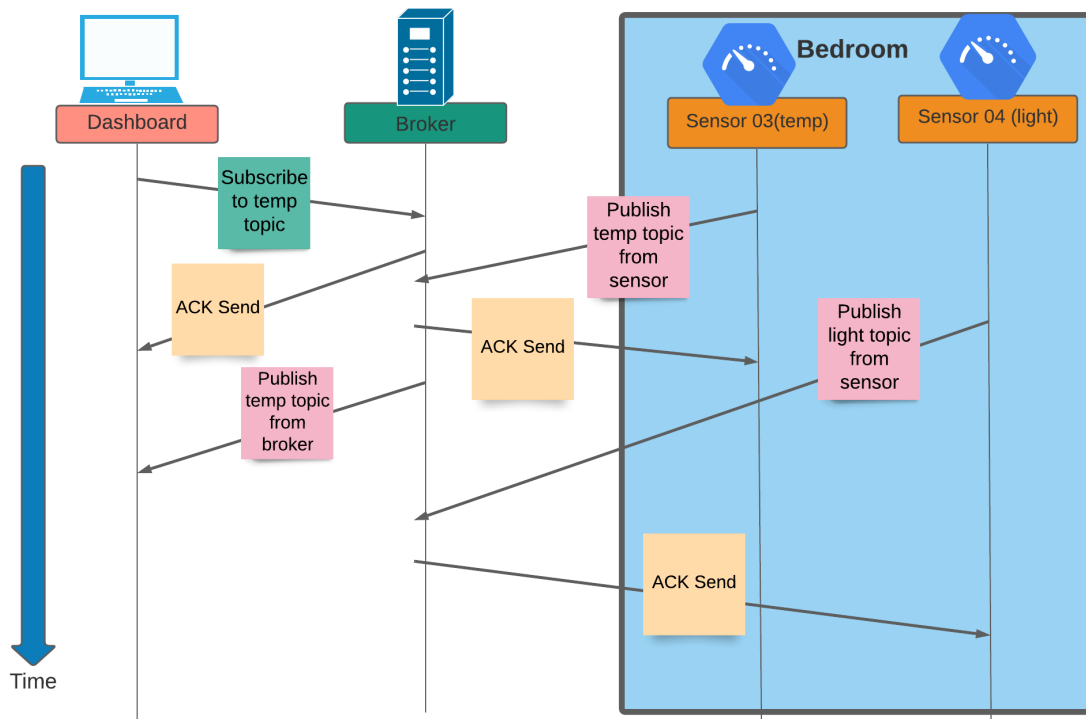 Bedroom
Dashboard
Broker
Sensor 03(temp)
Sensor 04 (light)
Subscribe
to temp
topic
Publish
temp topic
from
sensor
ACK Send
Publish
light topic
from
sensor
ACK Send
Publish
temp topic
from
broker
ACK Send
Time